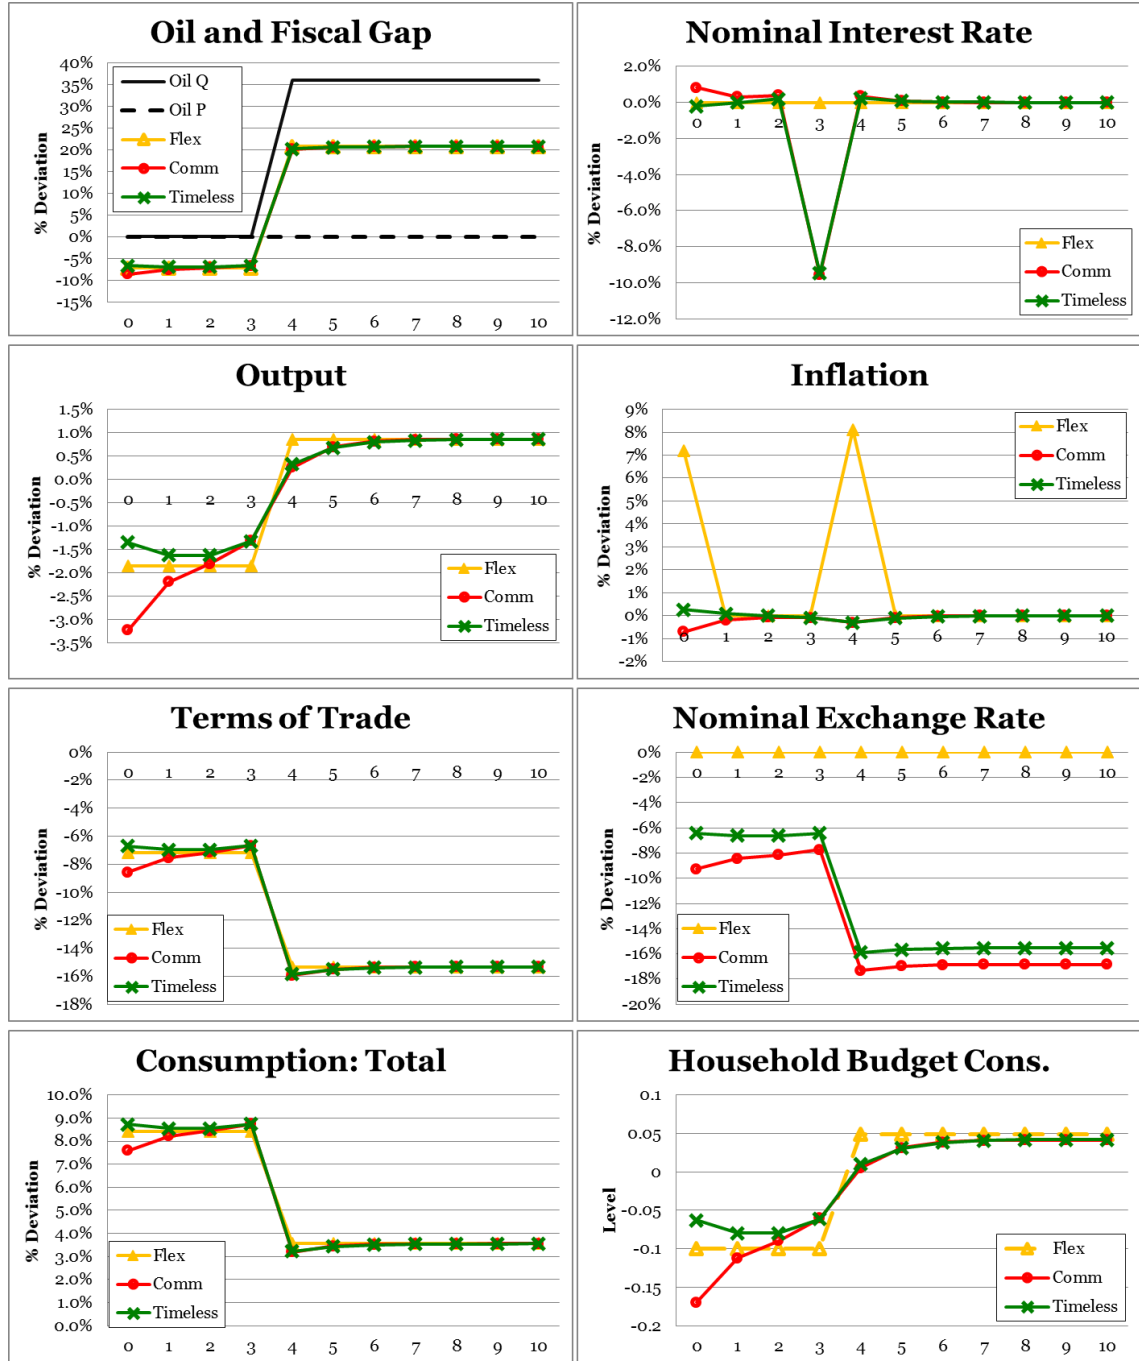 Oil and Fiscal Gap
% Deviation
40%
35%
30%
25%
20%
15%
10%
5%
0%
-5%
-10%
-15%
Oil Q
Oil P
Flex
Comm
Timeless
0 1 2 3 4 5 6 7 8 9 10
Nominal Interest Rate
% Deviation
2.0%
0.0%
-2.0%
-4.0%
-6.0%
-8.0%
-10.0%
-12.0%
0 1 2 3 4 5 6 7 8 9 10
Flex
Comm
Timeless
Output
% Deviation
1.5%
1.0%
0.5%
0.0%
-0.5%
-1.0%
-1.5%
-2.0%
-2.5%
-3.0%
-3.5%
0 1 2 3 4 5 6 7 8 9 10
Flex
Comm
Timeless
Inflation
% Deviation
9%
8%
7%
6%
5%
4%
3%
2%
1%
0%
-1%
-2%
Flex
Comm
Timeless
0 1 2 3 4 5 6 7 8 9 10
Terms of Trade
% Deviation
0%
-2%
-4%
-6%
-8%
-10%
-12%
-14%
-16%
-18%
0 1 2 3 4 5 6 7 8 9 10
Flex
Comm
Timeless
Nominal Exchange Rate
% Deviation
0%
-2%
-4%
-6%
-8%
-10%
-12%
-14%
-16%
-18%
-20%
0 1 2 3 4 5 6 7 8 9 10
Flex
Comm
Timeless
Consumption: Total
% Deviation
10.0%
9.0%
8.0%
7.0%
6.0%
5.0%
4.0%
3.0%
2.0%
1.0%
0.0%
Flex
Comm
Timeless
0 1 2 3 4 5 6 7 8 9 10
Household Budget Cons.
Level
0.1
0.05
0
-0.05
-0.1
-0.15
-0.2
Flex
Comm
Timeless
0 1 2 3 4 5 6 7 8 9 10